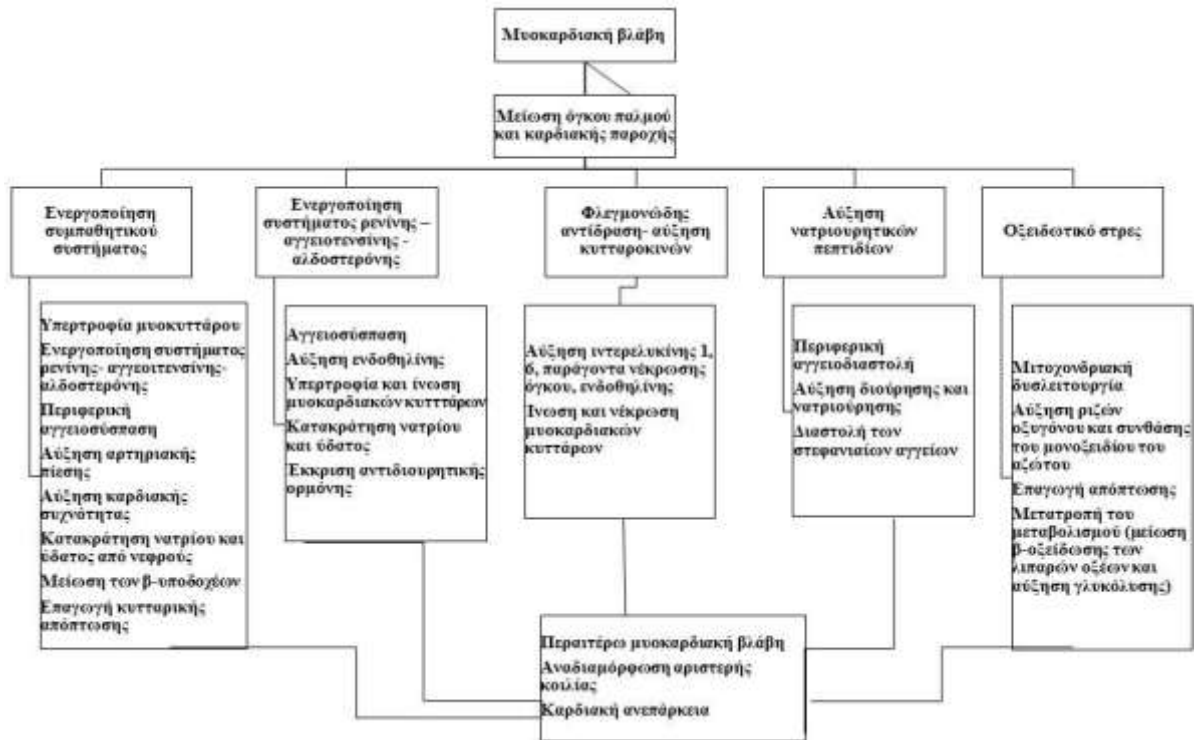 Μυοκαρδιακή βλάβη
Μείωση όγκου παλμού
και καρδιακής παροχής
Ενεργοποίηση
συμπαθητικού
συστήματος
Ενεργοποίηση
συστήματος ρενίνης –
αγγειοτενσίνης -
αλδοστερόνης
Φλεγμονώδης
αντίδραση- αύξηση
κυτταροκινών
Αύξηση
νατριουρητικών
πεπτιδίων
Οξειδωτικό στρες
Υπερτροφία μυοκυττάρου
Ενεργοποίηση συστήματος
ρενίνης- αγγεοιτενσίνης-
αλδοστερόνης
Περιφερική
αγγειοσύσπαση
Αύξηση αρτηριακής
πίεσης
Αύξηση καρδιακής
συχνότητας
Κατακράτηση νατρίου και
ύδατος από νεφρούς
Μείωση των β-υποδοχέων
Επαγωγή κυτταρικής
απόπτωσης
Αγγειοσύσπαση
Αύξηση ενδοθηλίνης
Υπερτροφία και ίνωση
μυοκαρδιακών κυτττάρων
Κατακράτηση νατρίου
και ύδατος
Έκκριση αντιδιουρητικής
ορμόνης
Αύξηση ιντερελυκίνης 1,
6, παράγοντα νέκρωσης
όγκου, ενδοθηλίνης
Ίνωση και νέκρωση
μυοκαρδιακών
κυττάρων
Περιφερική
αγγειοδιαστολή
Αύξηση διούρησης και
νατριούρησης
Διαστολή των
στεφανιαίων αγγείων
Μιτοχονδριακή
δυσλειτουργία
Αύξηση ριζών
οξυγόνου και συνθάσης
του μονοξειδίου του
αζώτου
Επαγωγή απόπτωσης
Μετατροπή του
μεταβολισμού (μείωση
β-οξείδωσης των
λιπαρών οξέων και
αύξηση γλυκόλυσης)
Περαιτέρω μυοκαρδιακή βλάβη
Αναδιαμόρφωση αριστερής
κοιλίας
Καρδιακή ανεπάρκεια